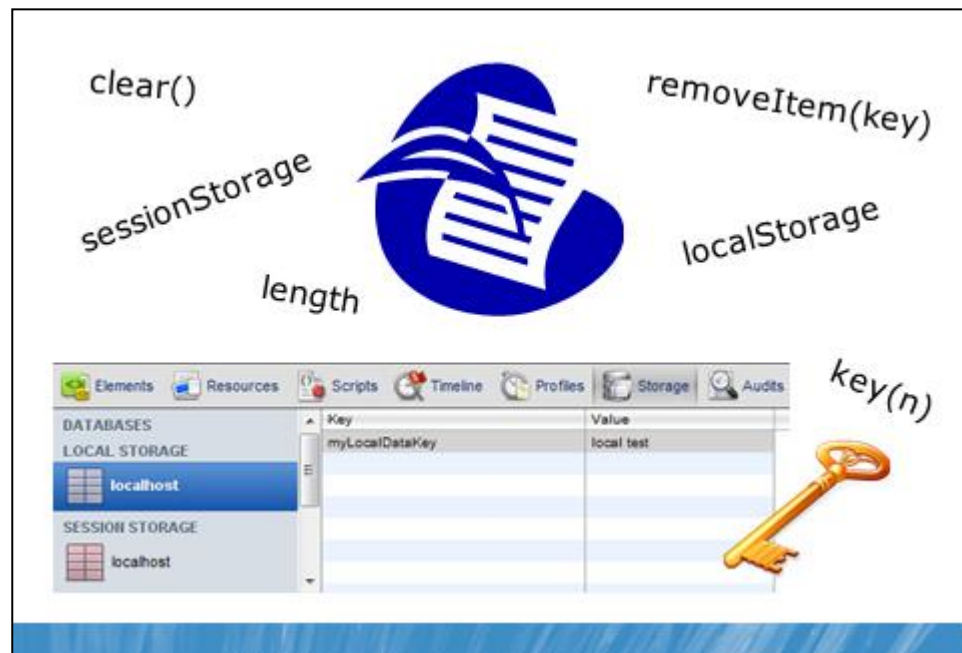 clear()
removeItem(key)
sessionStorage
localStorage
length
key(n)
Elements Resources Scripts Timeline Profiles Storage Audits
DATABASES
LOCAL STORAGE
localhost
SESSION STORAGE
localhost
Key Value
myLocalDataKey local test